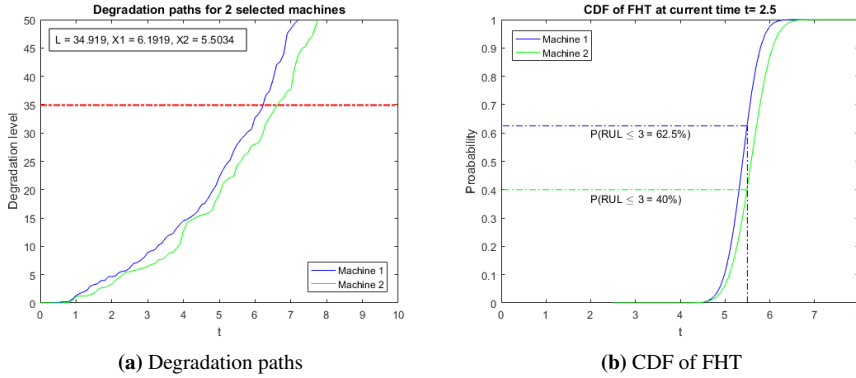 Degradation paths for 2 selected machines
L = 34.919, X1 = 6.1919, X2 = 5.5034
50
45
40
35
30
25
20
15
10
5
0
Degradation level
Machine 1
Machine 2
0 1 2 3 4 5 6 7 8 9 10
t
(a) Degradation paths
CDF of FHT at current time t= 2.5
Machine 1
Machine 2
1
0.9
0.8
0.7
0.6
0.5
0.4
0.3
0.2
0.1
0
Proability
P(RUL ≤ 3 = 62.5%)
P(RUL ≤ 3 = 40%)
0 1 2 3 4 5 6 7
t
(b) CDF of FHT